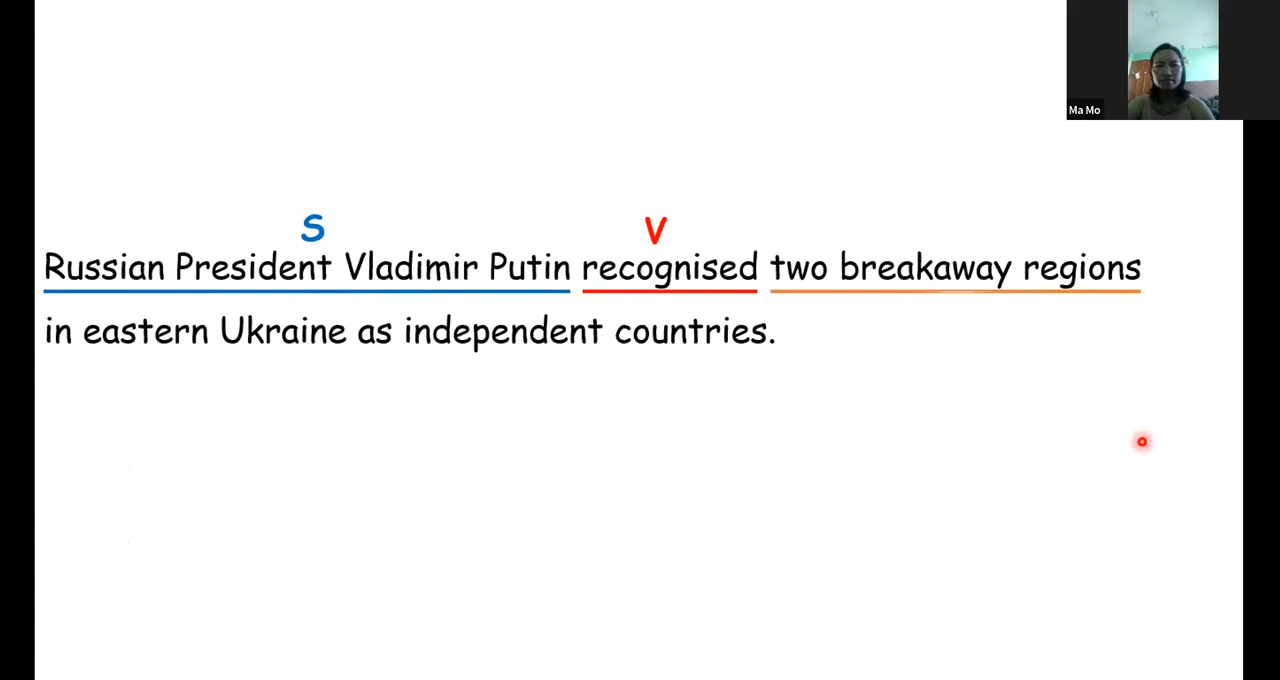 Ma Mo
S V
Russian President Vladimir Putin recognised two breakaway regions
in eastern Ukraine as independent countries.